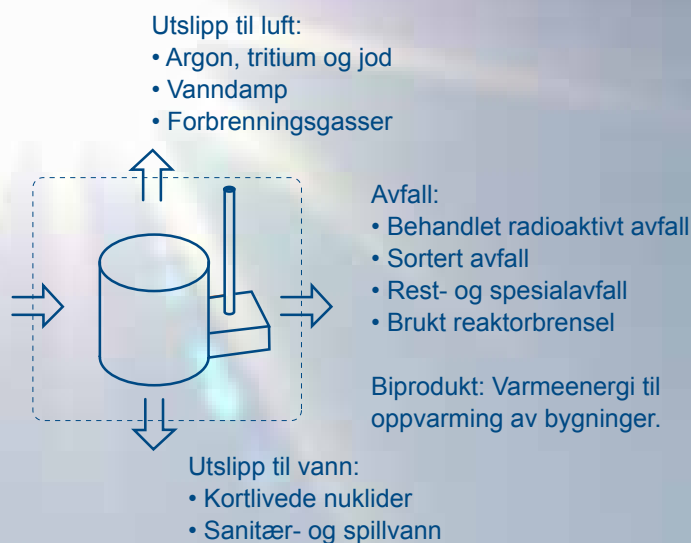 Utslipp til luft:
• Argon, tritium og jod
• Vanndamp
• Forbrenningsgasser
Avfall:
• Behandlet radioaktivt avfall
• Sortert avfall
• Rest- og spesialavfall
• Brukt reaktorbrensel
Biprodukt: Varmeenergi til
oppvarming av bygninger.
Utslipp til vann:
• Kortlivede nuklider
• Sanitær- og spillvann